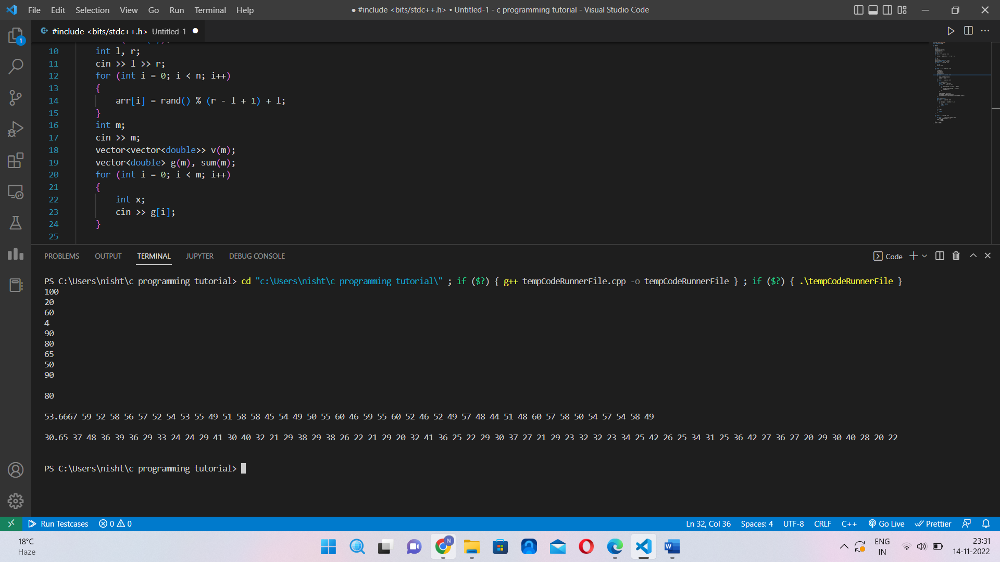 File Edit Selection View Go Run Terminal Help
● #include <bits/stdc++.h> • Untitled-1 - c programming tutorial - Visual Studio Code
1
#include <bits/stdc++.h> Untitled-1 ●
10 int l, r;
11 cin >> l >> r;
12 for (int i = 0; i < n; i++)
13 {
14 arr[i] = rand() % (r - l + 1) + l;
15 }
16 int m;
17 cin >> m;
18 vector<vector<double>> v(m);
19 vector<double> g(m), sum(m);
20 for (int i = 0; i < m; i++)
21 {
22 int x;
23 cin >> g[i];
24 }
25
PROBLEMS OUTPUT TERMINAL JUPYTER DEBUG CONSOLE
Code
PS C:\Users\nisht\c programming tutorial> cd "c:\Users\nisht\c programming tutorial\" ; if ($?) { g++ tempCodeRunnerFile.cpp -o tempCodeRunnerFile } ; if ($?) { .\tempCodeRunnerFile }
100
20
60
4
90
80
65
50
90
80
53.6667 59 52 58 56 57 52 54 53 55 49 51 58 58 45 54 49 50 55 60 46 59 55 60 52 46 52 49 57 48 44 51 48 60 57 58 50 54 57 54 58 49
30.65 37 48 36 39 36 29 33 24 24 29 41 30 40 32 21 29 38 29 38 26 22 21 29 20 32 41 36 25 22 29 30 37 27 21 29 23 32 32 23 34 25 42 26 25 34 31 25 36 42 27 36 27 20 29 30 40 28 20 22
PS C:\Users\nisht\c programming tutorial>
Run Testcases 0 0
Ln 32, Col 36 Spaces: 4 UTF-8 CRLF C++ Go Live Prettier
18°C
Haze
N
W
ENG
IN
23:31
14-11-2022